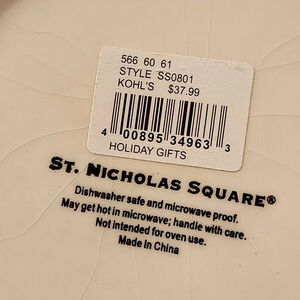 566 60 61
STYLE SS0801
KOHL'S $37.99
4 00895 34963 3
HOLIDAY GIFTS
ST. NICHOLAS SQUARE®
Dishwasher safe and microwave proof.
May get hot in microwave; handle with care.
Not intended for oven use.
Made in China